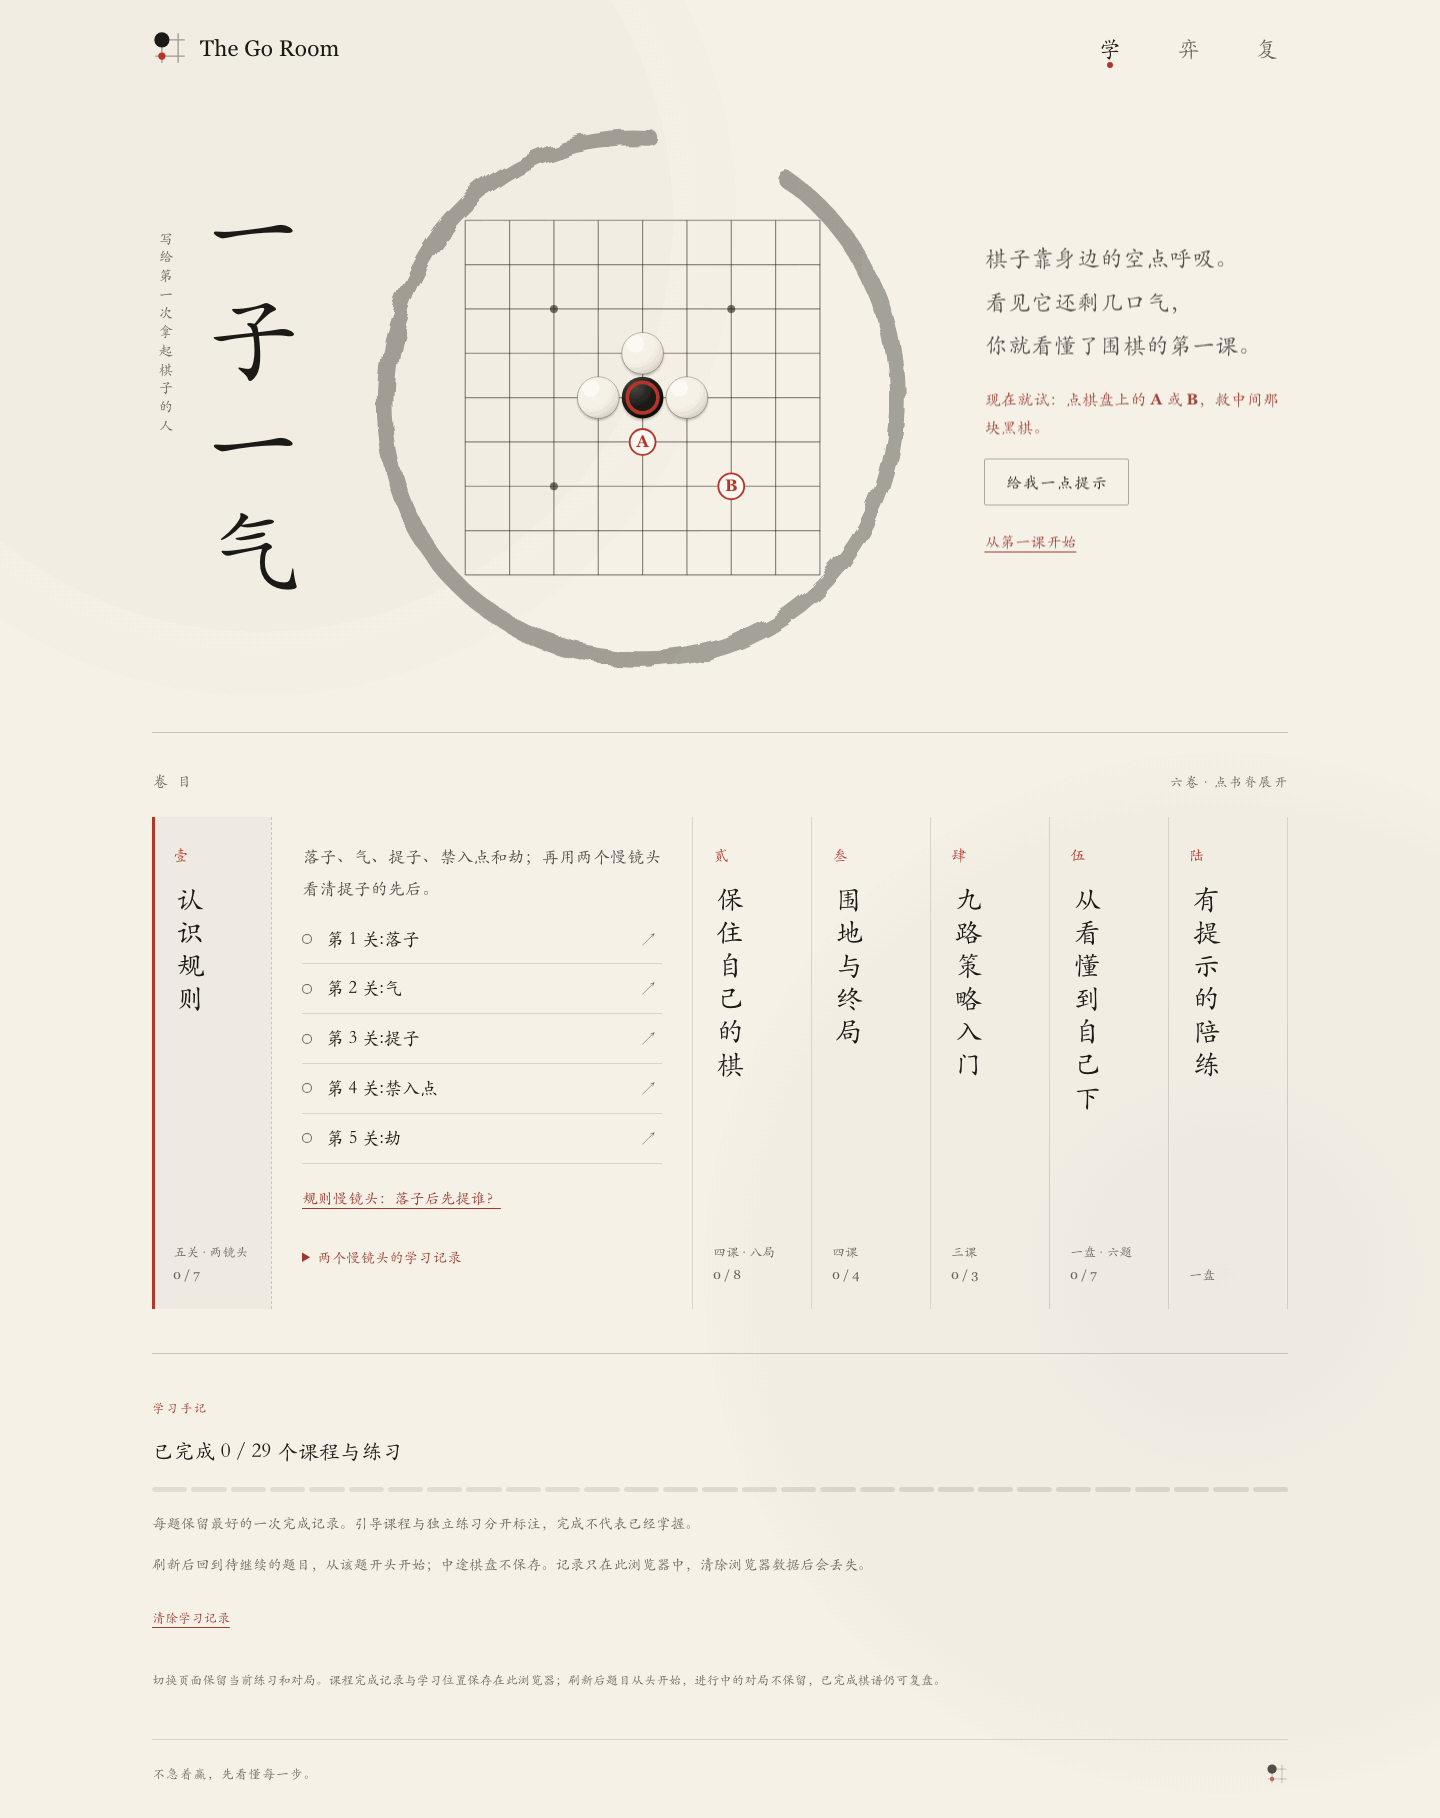 The Go Room
学
弈
复
写给第一次拿起棋子的人
一子一气
A
B
棋子靠身边的空点呼吸。
看见它还剩几口气，
你就看懂了围棋的第一课。
现在就试：点棋盘上的 A 或 B，救中间那
块黑棋。
给我一点提示
从第一课开始
卷目
六卷 · 点书脊展开
壹
认识规则
五关 · 两镜头
0 / 7
落子、气、提子、禁入点和劫；再用两个慢镜头
看清提子的先后。
第 1 关:落子
第 2 关:气
第 3 关:提子
第 4 关:禁入点
第 5 关:劫
规则慢镜头：落子后先提谁？
两个慢镜头的学习记录
贰
保住自己的棋
四课 · 八局
0 / 8
叁
围地与终局
四课
0 / 4
肆
九路策略入门
三课
0 / 3
伍
从看懂到自己下
一盘 · 六题
0 / 7
陆
有提示的陪练
一盘
学习手记
已完成 0 / 29 个课程与练习
每题保留最好的一次完成记录。引导课程与独立练习分开标注，完成不代表已经掌握。
刷新后回到待继续的题目，从该题开头开始；中途棋盘不保存。记录只在此浏览器中，清除浏览器数据后会丢失。
清除学习记录
切换页面保留当前练习和对局。课程完成记录与学习位置保存在此浏览器；刷新后题目从头开始，进行中的对局不保留，已完成棋谱仍可复盘。
不急着赢，先看懂每一步。